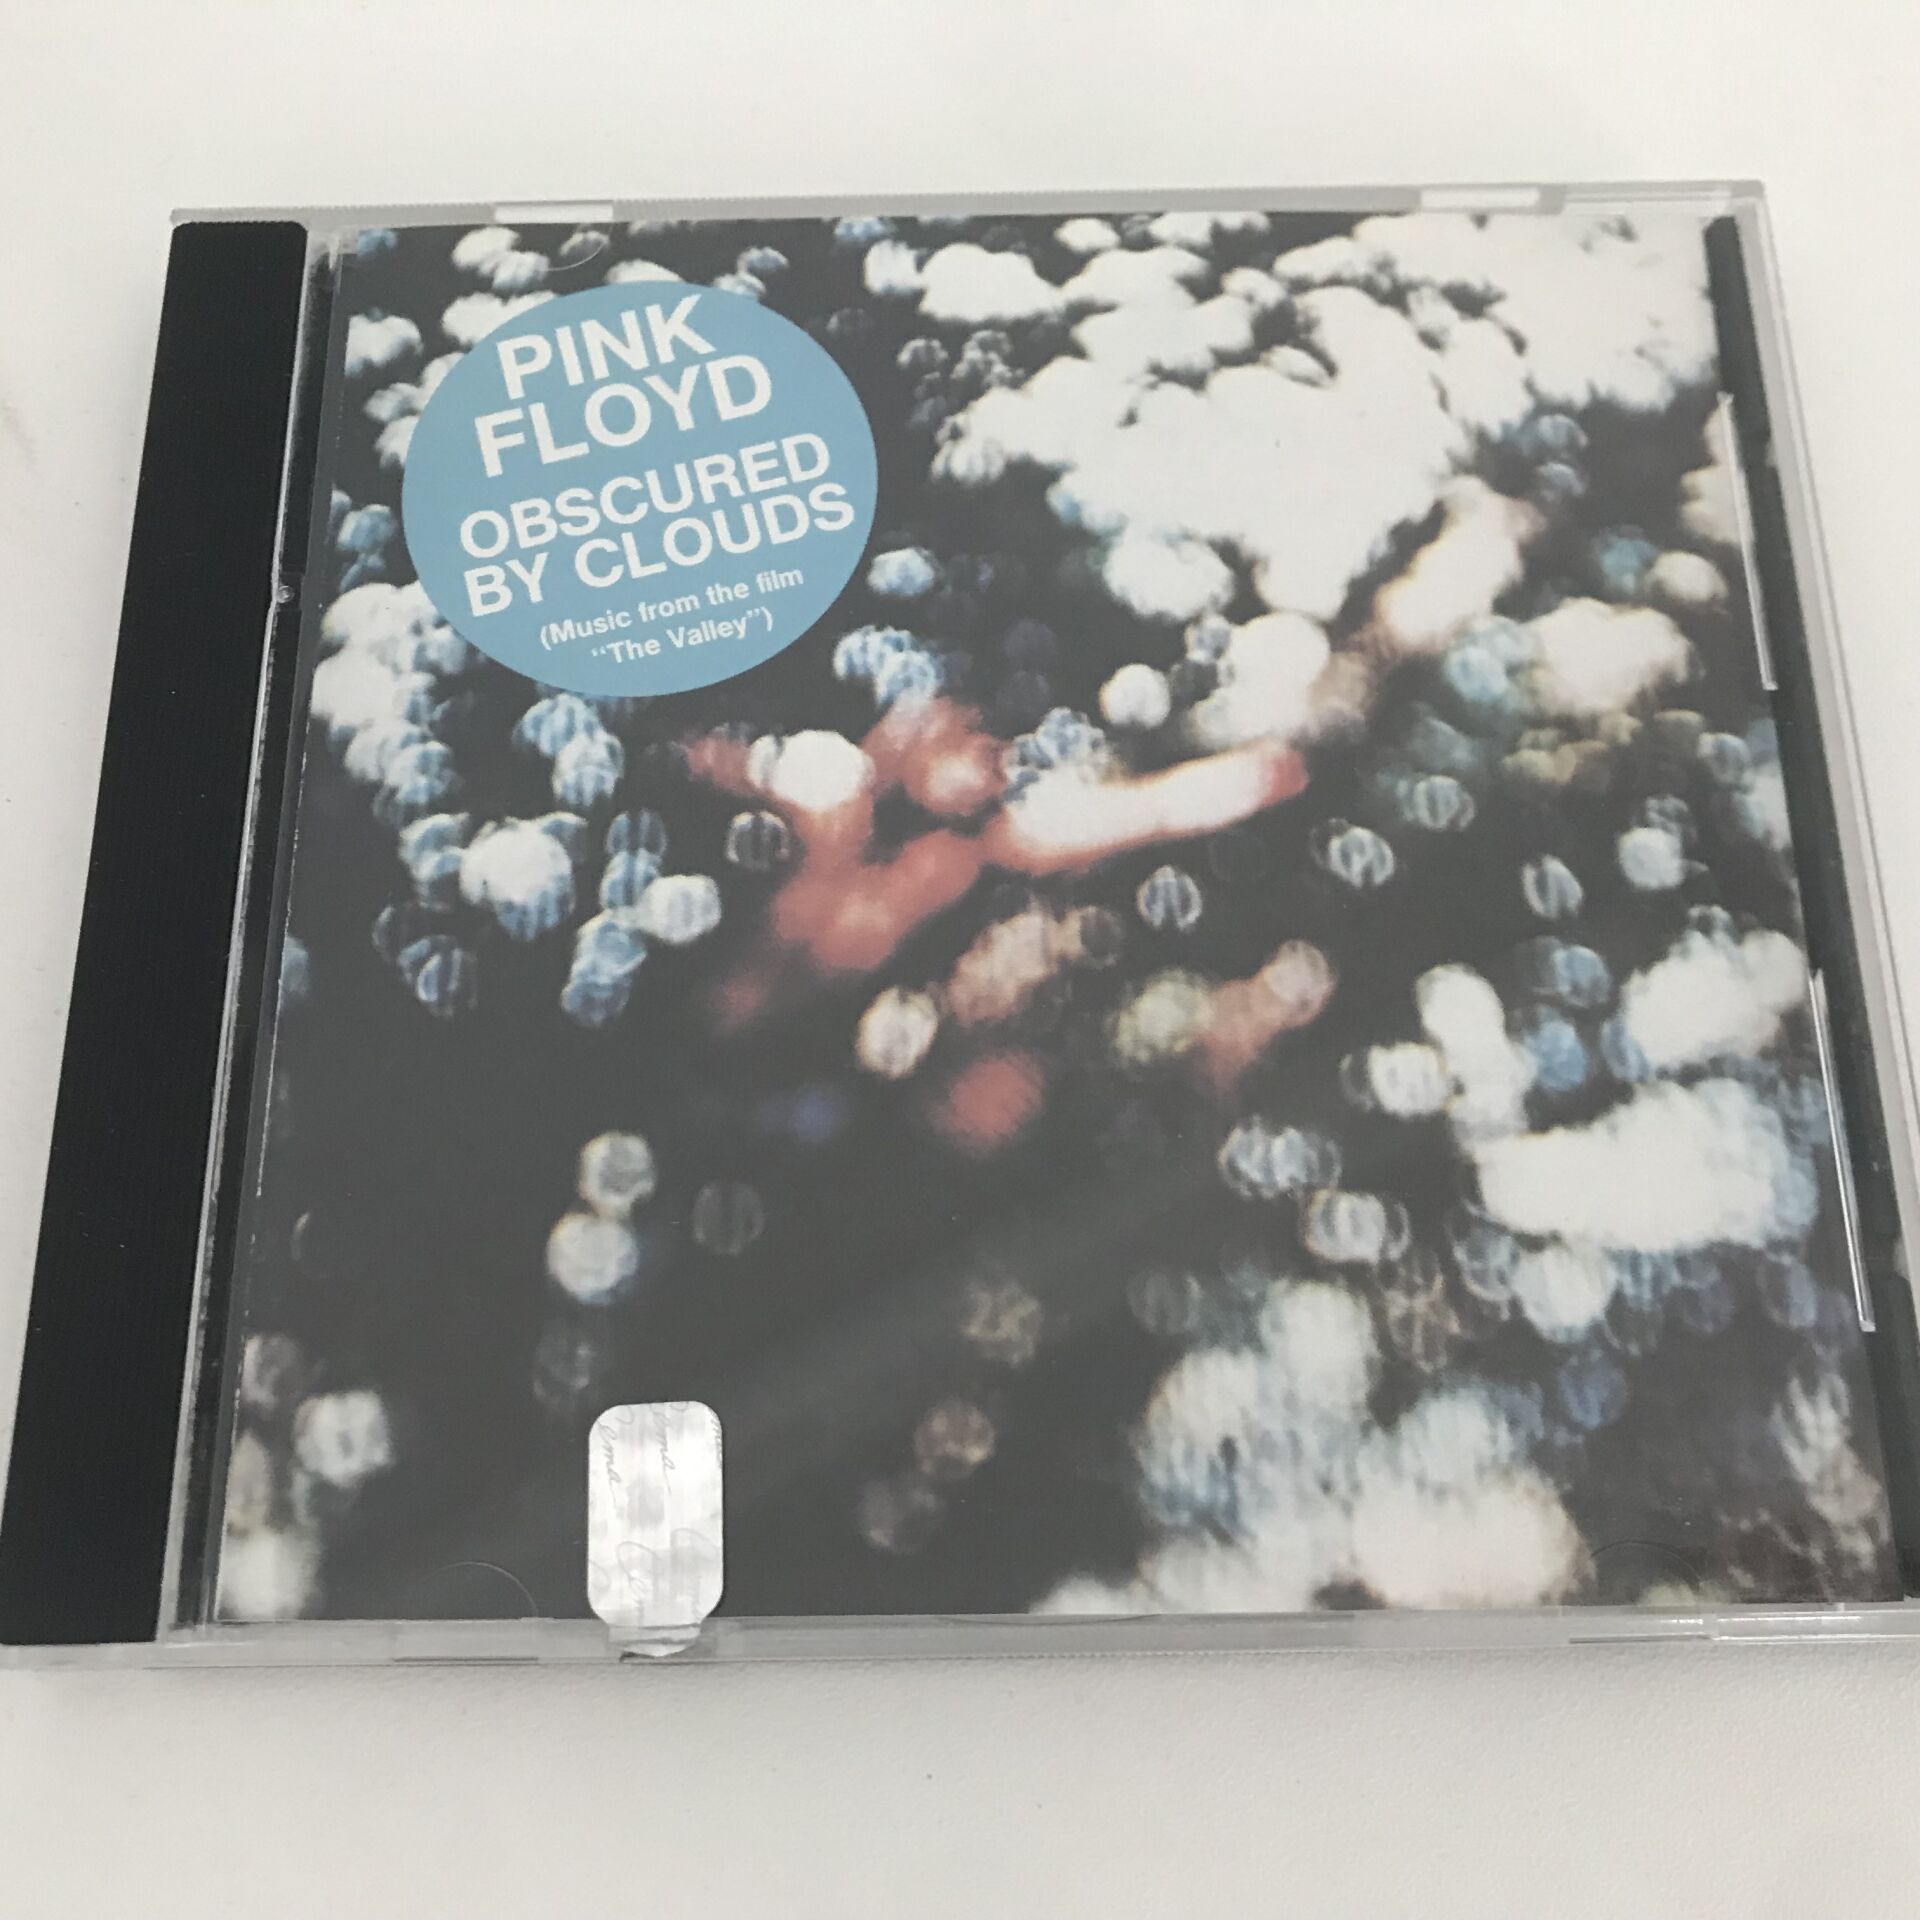 PINK
FLOYD
OBSCURED
BY CLOUDS
(Music from the film
“The Valley”)